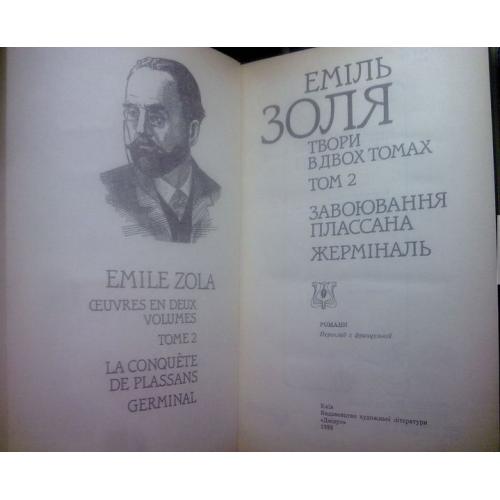 EMILE ZOLA
ŒUVRES EN DEUX
VOLUMES
TOME 2
LA CONQUÊTE
DE PLASSANS
GERMINAL
ЕМІЛЬ
ЗОЛЯ
ТВОРИ
В ДВОХ ТОМАХ
ТОМ 2
ЗАВОЮВАННЯ
ПЛАССАНА
ЖЕРМІНАЛЬ
РОМАНИ
Переклад з французької
Київ
Видавництво художньої літератури
«Дніпро»
1988